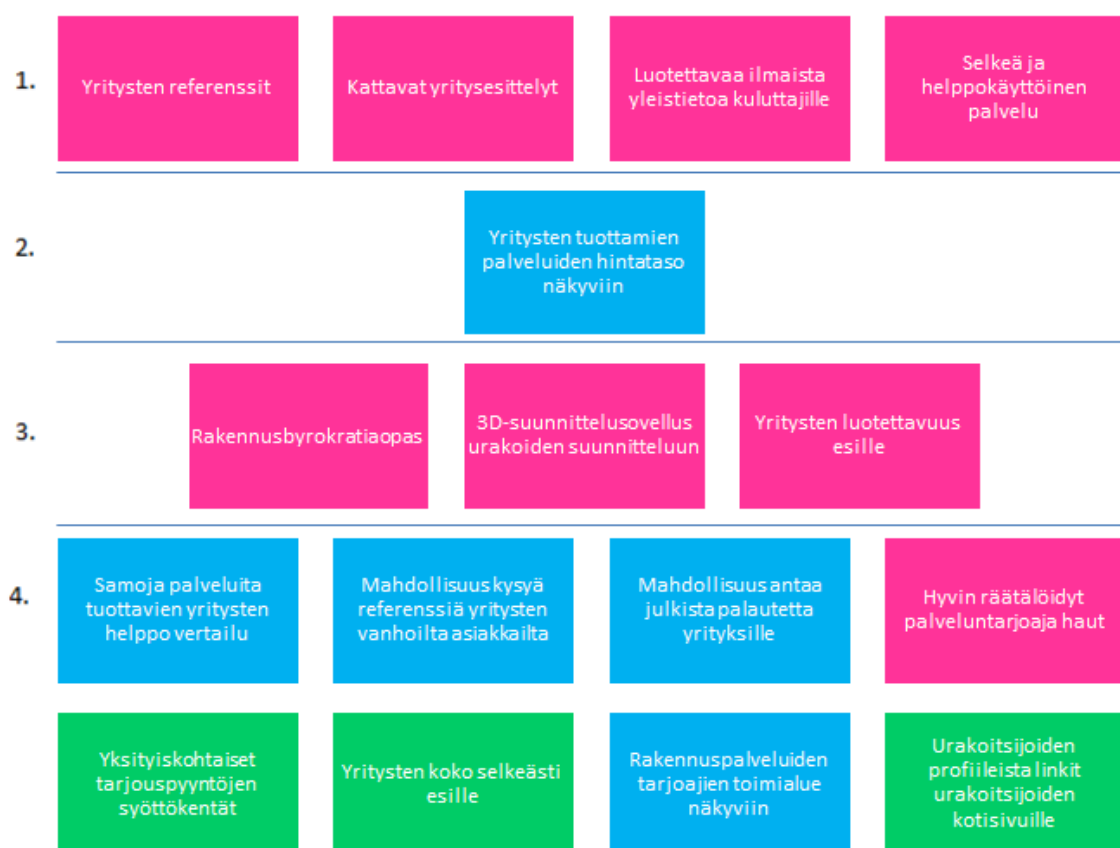 1.
Yritysten referenssit
Kattavat yritysesittelyt
Luotettavaa ilmaista
yleistietoa kuluttajille
Selkeä ja
helppokäyttöinen
palvelu
2.
Yritysten tuottamien
palveluiden hintataso
näkyviin
3.
Rakennusbyrokratiaopas
3D-suunnittelusovellus
urakoiden suunnitteluun
Yritysten luotettavuus
esille
4.
Samoja palveluita
tuottavien yritysten
helppo vertailu
Mahdollisuus kysyä
referenssiä yritysten
vanhoilta asiakkailta
Mahdollisuus antaa
julkista palautetta
yrityksille
Hyvin räätälöidyt
palveluntarjoaja haut
Yksityiskohtaiset
tarjouspyyntöjen
syöttökentät
Yritysten koko selkeästi
esille
Rakennuspalveluiden
tarjoajien toimialue
näkyviin
Urakoitsijoiden
profiileista linkit
urakoitsijoiden
kotisivuille